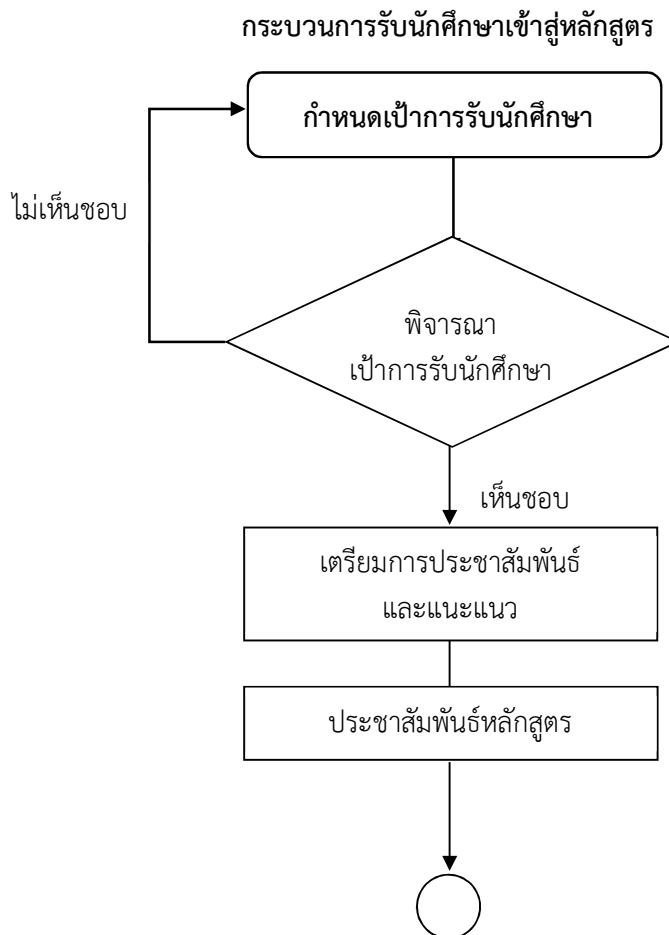 กระบวนการรับนักศึกษาเข้าสู่หลักสูตร
กำหนดเป้าการรับนักศึกษา
ไม่เห็นชอบ
พิจารณา
เป้าการรับนักศึกษา
เห็นชอบ
เตรียมการประชาสัมพันธ์
และแนะแนว
ประชาสัมพันธ์หลักสูตร